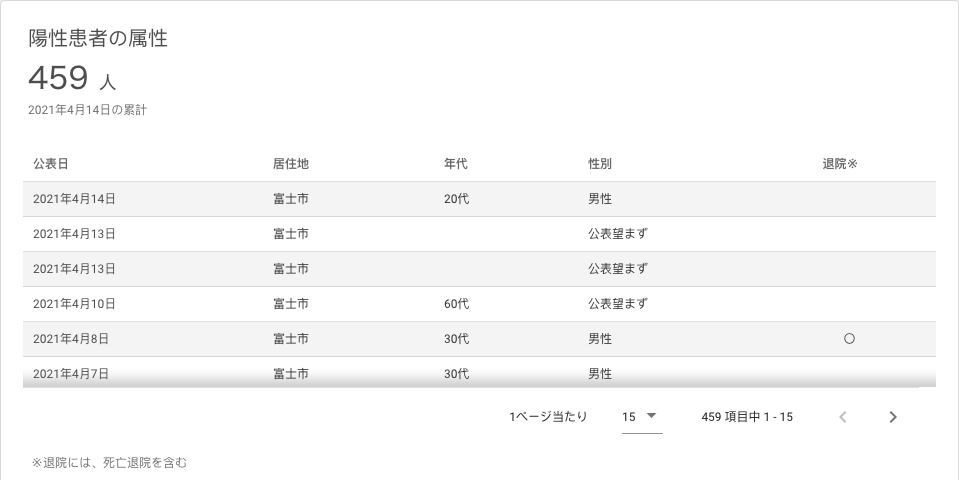 陽性患者の属性
459 人
2021年4月14日の累計
公表日 居住地 年代 性別 退院※
2021年4月14日 富士市 20代 男性
2021年4月13日 富士市 公表望まず
2021年4月13日 富士市 公表望まず
2021年4月10日 富士市 60代 公表望まず
2021年4月8日 富士市 30代 男性 〇
2021年4月7日 富士市 30代 男性
1ページ当たり 15 459 項目中 1 - 15
※退院には、死亡退院を含む